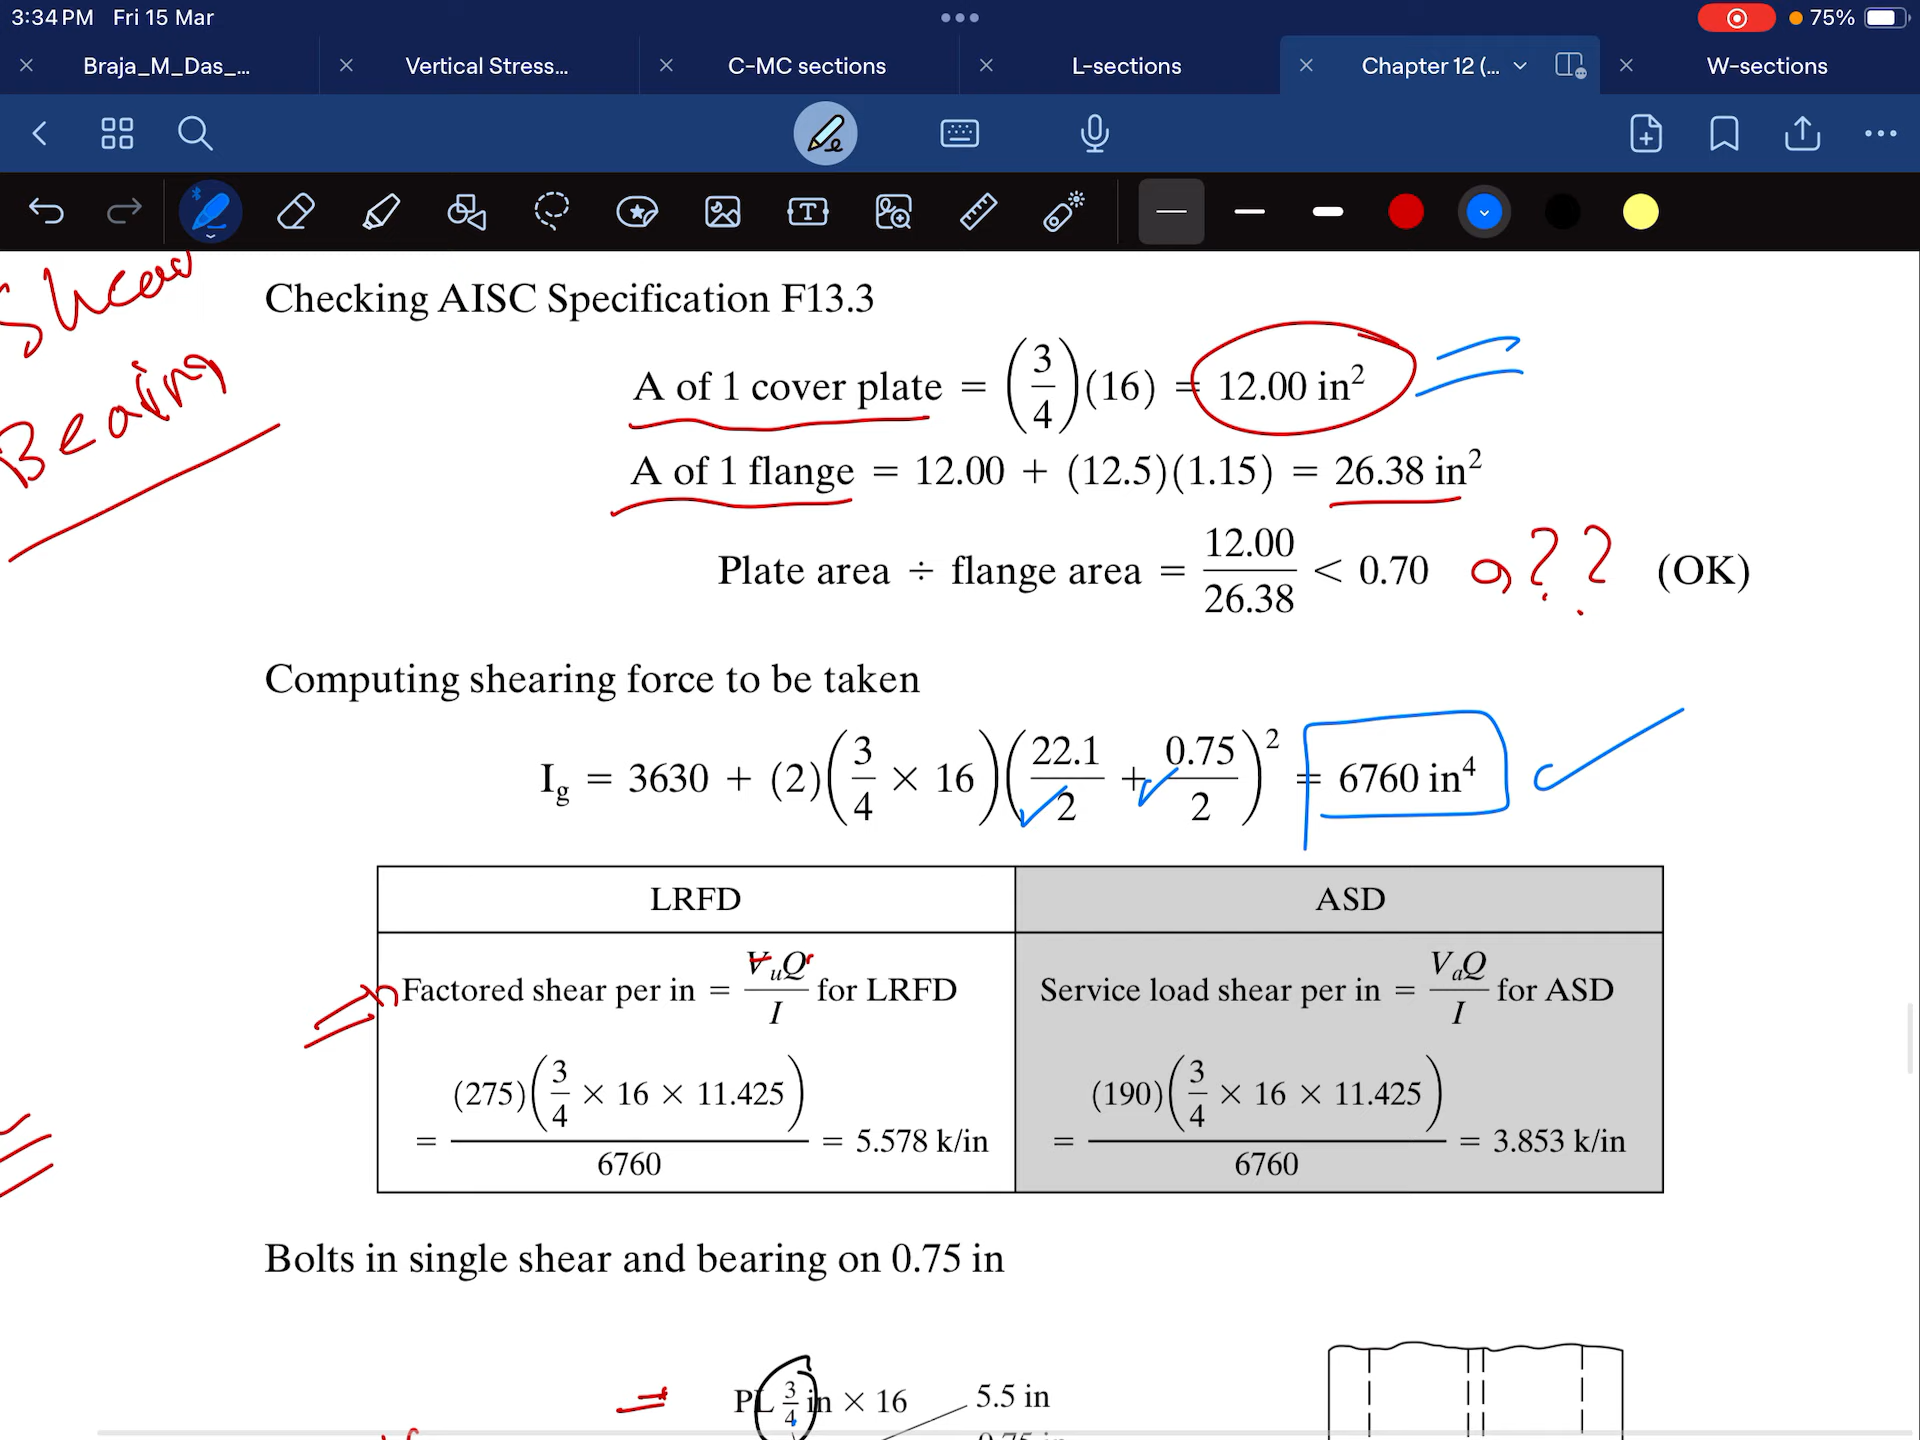 3:34 PM Fri 15 Mar
75%
Braja_M_Das_...
Vertical Stress...
C-MC sections
L-sections
Chapter 12 (...
W-sections
Shear
Bearing
Checking AISC Specification F13.3
A of 1 cover plate = (3/4)(16) = 12.00 in²
A of 1 flange = 12.00 + (12.5)(1.15) = 26.38 in²
Plate area ÷ flange area = 12.00/26.38 < 0.70 ?? (OK)
Computing shearing force to be taken
I_g = 3630 + (2)(3/4 × 16)(22.1/2 + 0.75/2)² = 6760 in⁴
LRFD
ASD
Factored shear per in = V_uQ/I for LRFD
= (275)(3/4 × 16 × 11.425)/6760 = 5.578 k/in
Service load shear per in = V_aQ/I for ASD
= (190)(3/4 × 16 × 11.425)/6760 = 3.853 k/in
Bolts in single shear and bearing on 0.75 in
PL 3/4 in × 16
5.5 in
0.75 in